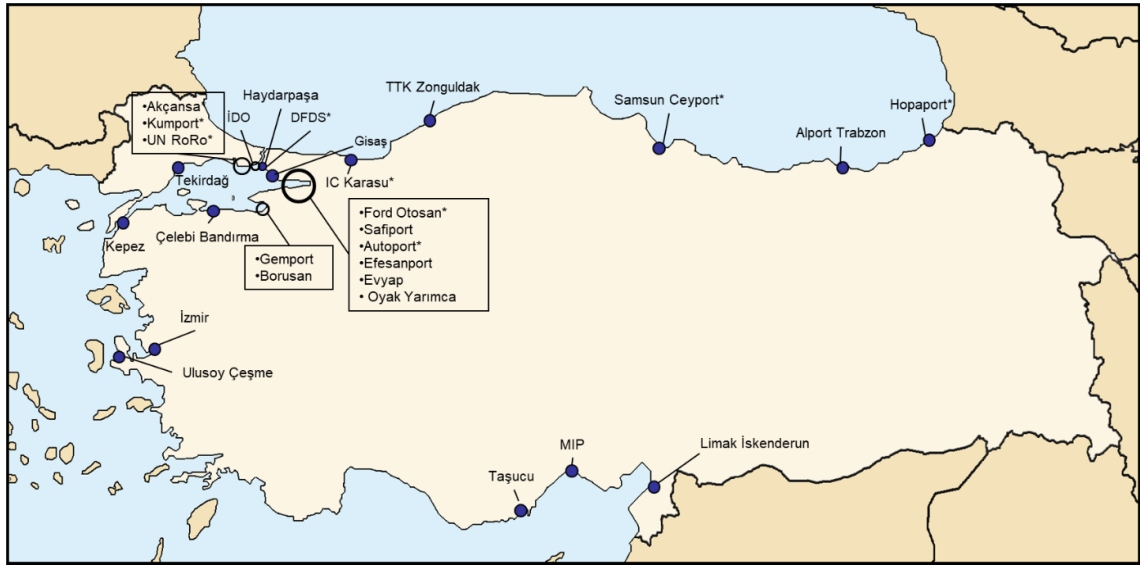 TTK Zonguldak
Haydarpaşa
Samsun Ceyport*
Hopaport*
•Akçansa
•Kumport*
•UN RoRo*
İDO
DFDS*
Gisaş
Alport Trabzon
Tekirdağ
IC Karasu*
Kepez
Çelebi Bandırma
•Gemport
•Borusan
•Ford Otosan*
•Safiport
•Autoport*
•Efesanport
•Evyap
• Oyak Yarımca
İzmir
Ulusoy Çeşme
MIP
Limak İskenderun
Taşucu